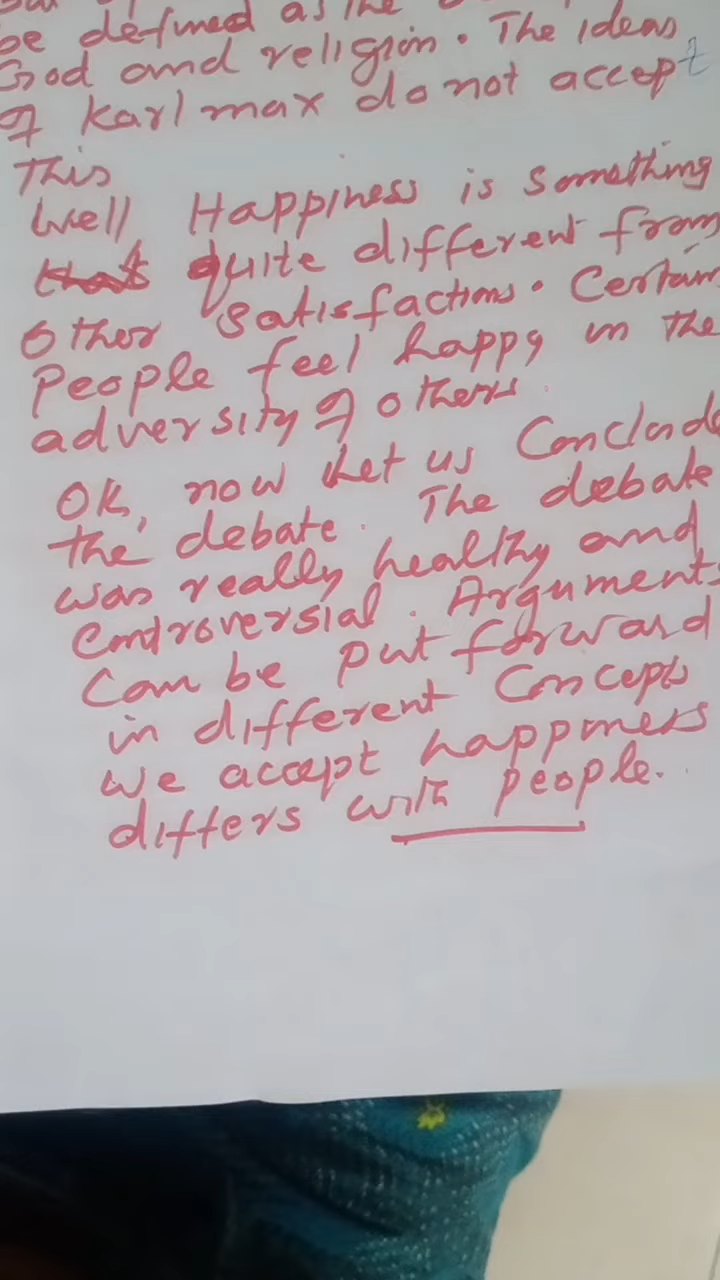 be defined as the
God and religion. The ideas
of Karl max do not accept
This
Well Happiness is something
that quite different from
other satisfactions. Certain
People feel happy in the
adversity of others.
OK, now let us Conclude
the debate. The debate
was really healthy and
Controversial. Arguments
Can be put forward
in different Concepts
we accept happiness
differs with people.